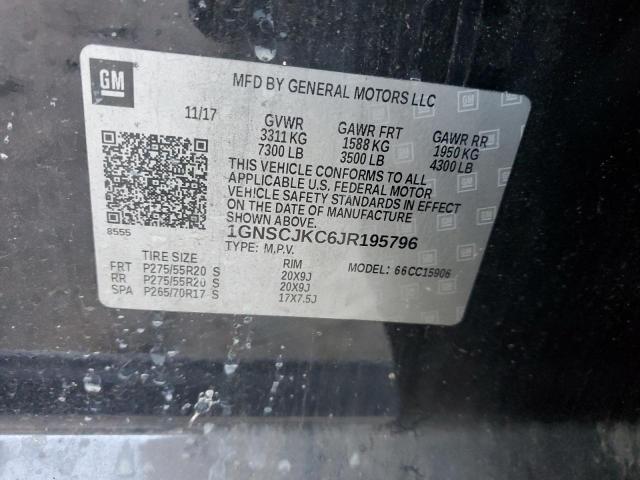 GM
MFD BY GENERAL MOTORS LLC
11/17
GVWR GAWR FRT GAWR RR
3311 KG 1588 KG 1950 KG
7300 LB 3500 LB 4300 LB
THIS VEHICLE CONFORMS TO ALL
APPLICABLE U.S. FEDERAL MOTOR
VEHICLE SAFETY STANDARDS IN EFFECT
ON THE DATE OF MANUFACTURE
SHOWN ABOVE.
8555
1GNSCJKC6JR195796
TYPE: M.P.V.
TIRE SIZE RIM MODEL: 66CC15906
FRT P275/55R20 S 20X9J
RR P275/55R20 S 20X9J
SPA P265/70R17 S 17X7.5J